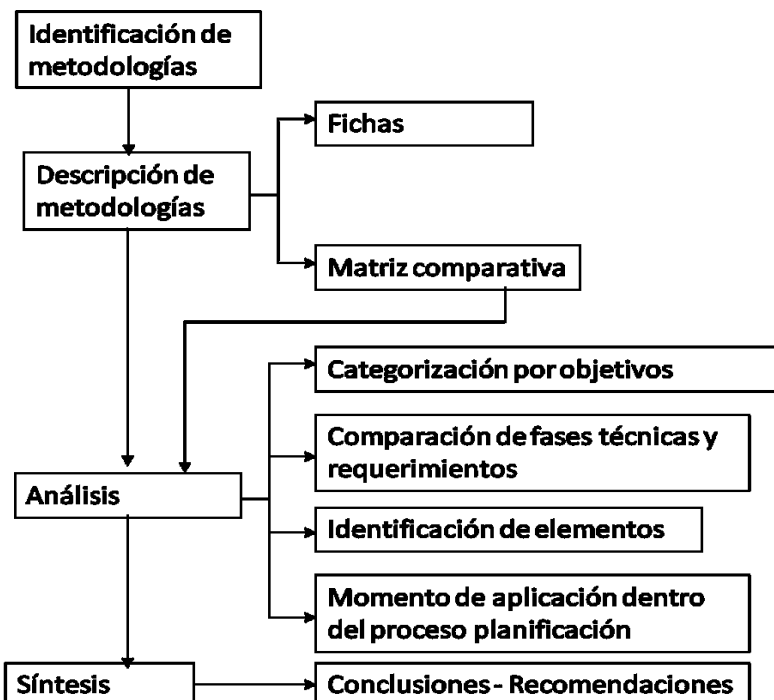 Identificación de
metodologías
Fichas
Descripción de
metodologías
Matriz comparativa
Categorización por objetivos
Comparación de fases técnicas y
requerimientos
Análisis
Identificación de elementos
Momento de aplicación dentro
del proceso planificación
Síntesis
Conclusiones - Recomendaciones